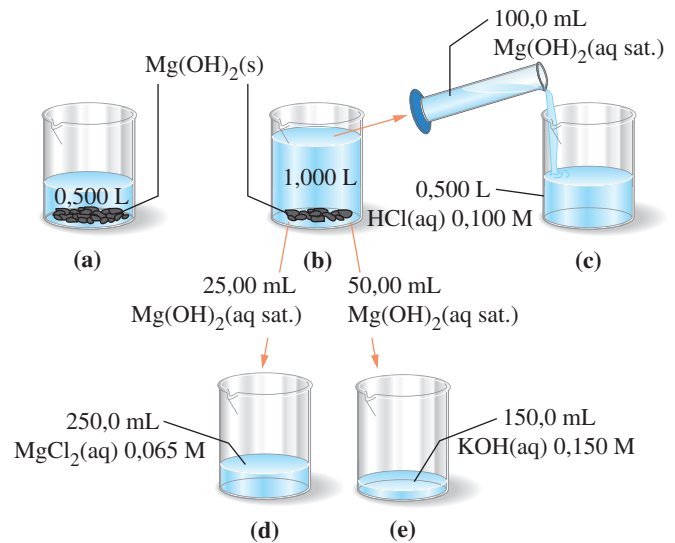 100,0 mL
Mg(OH)₂(aq sat.)
Mg(OH)₂(s)
0,500 L
1,000 L
0,500 L
HCl(aq) 0,100 M
(a)
(b)
(c)
25,00 mL
Mg(OH)₂(aq sat.)
50,00 mL
Mg(OH)₂(aq sat.)
250,0 mL
MgCl₂(aq) 0,065 M
150,0 mL
KOH(aq) 0,150 M
(d)
(e)